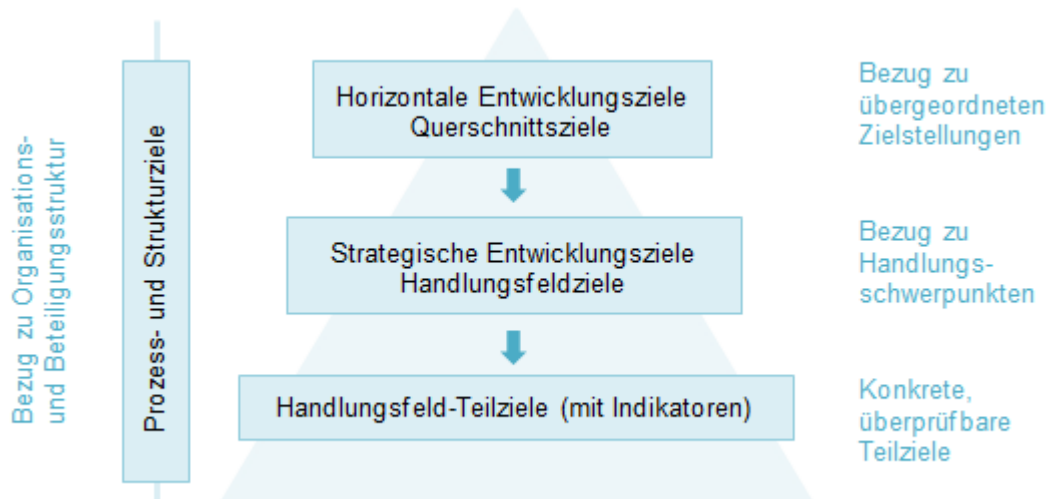 Bezug zu Organisations-
und Beteiligungsstruktur
Prozess- und Strukturziele
Horizontale Entwicklungsziele
Querschnittsziele
Bezug zu
übergeordneten
Zielstellungen
Strategische Entwicklungsziele
Handlungsfeldziele
Bezug zu
Handlungs-
schwerpunkten
Handlungsfeld-Teilziele (mit Indikatoren)
Konkrete,
überprüfbare
Teilziele